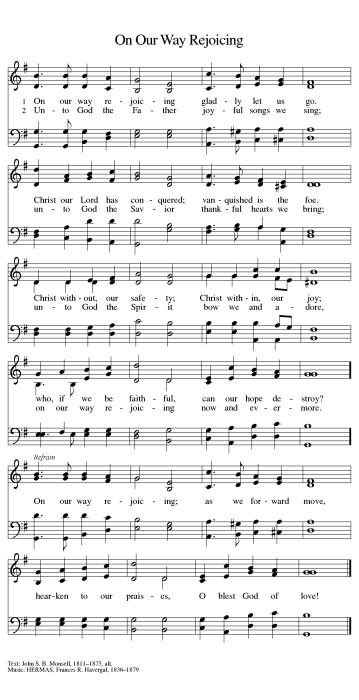 On Our Way Rejoicing
1 On our way re - joic - ing glad - ly let us go.
2 Un - to God the Fa - ther joy - ful songs we sing;
Christ our Lord has con - quered; van - quished is the foe.
un - to God the Sav - ior thank - ful hearts we bring;
Christ with - out, our safe - ty; Christ with - in, our joy;
un - to God the Spir - it bow we and a - dore,
who, if we be faith - ful, can our hope de - stroy?
on our way re - joic - ing now and ev - er - more.
Refrain
On our way re - joic - ing; as we for - ward move,
hear - ken to our prais - es, O blest God of love!
Text: John S. B. Monsell, 1811–1875, alt.
Music: HERMAS, Frances R. Havergal, 1836–1879